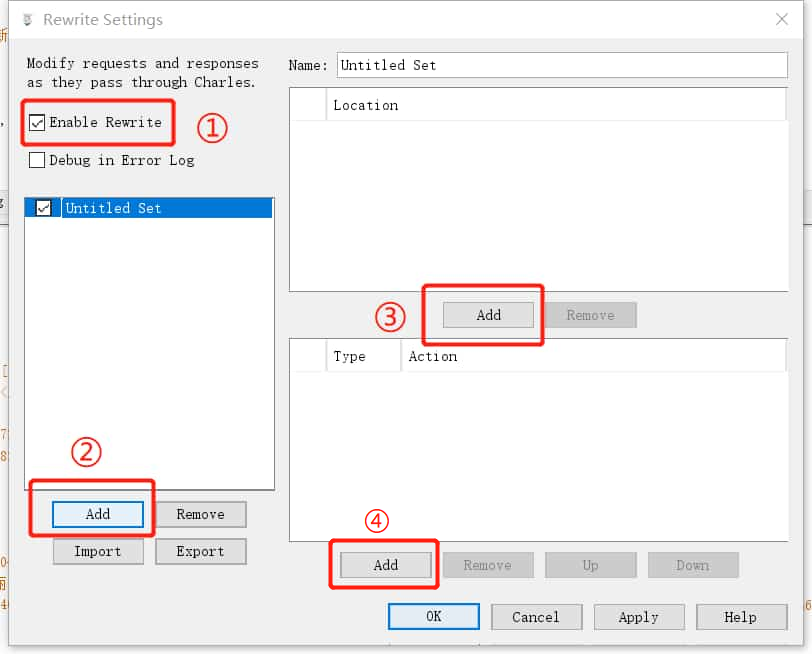 Rewrite Settings
Modify requests and responses
as they pass through Charles.
Enable Rewrite
①
Debug in Error Log
Untitled Set
②
Add
Remove
Import
Export
Name:
Untitled Set
Location
③
Add
Remove
Type
Action
④
Add
Remove
Up
Down
OK
Cancel
Apply
Help